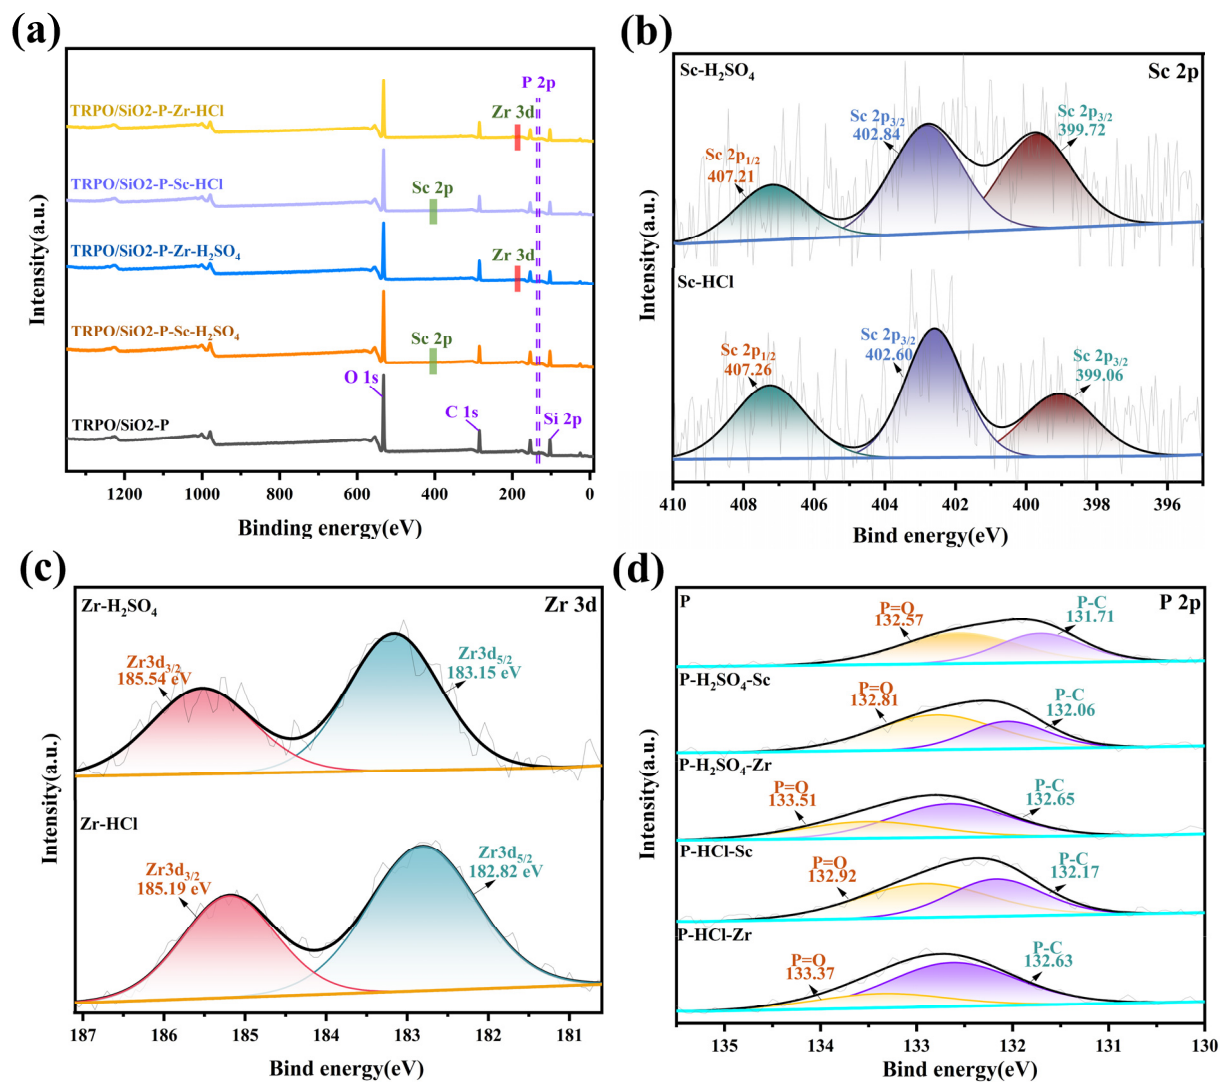 (a)
P 2p
TRPO/SiO2-P-Zr-HCl
Zr 3d
TRPO/SiO2-P-Sc-HCl
Sc 2p
TRPO/SiO2-P-Zr-H₂SO₄
Zr 3d
TRPO/SiO2-P-Sc-H₂SO₄
Sc 2p
O 1s
TRPO/SiO2-P
C 1s
Si 2p
Intensity(a.u.)
1200 1000 800 600 400 200 0
Binding energy(eV)
(b)
Sc-H₂SO₄
Sc 2p
Sc 2p₃/₂
402.84
Sc 2p₃/₂
399.72
Sc 2p₁/₂
407.21
Sc-HCl
Sc 2p₃/₂
402.60
Sc 2p₁/₂
407.26
Sc 2p₃/₂
399.06
Intensity(a.u.)
410 408 406 404 402 400 398 396
Bind energy(eV)
(c)
Zr-H₂SO₄
Zr 3d
Zr3d₃/₂
185.54 eV
Zr3d₅/₂
183.15 eV
Zr-HCl
Zr3d₃/₂
185.19 eV
Zr3d₅/₂
182.82 eV
Intensity(a.u.)
187 186 185 184 183 182 181
Bind energy(eV)
(d)
P
P 2p
P=O
132.57
P-C
131.71
P-H₂SO₄-Sc
P=O
132.81
P-C
132.06
P-H₂SO₄-Zr
P=O
133.51
P-C
132.65
P-HCl-Sc
P=O
132.92
P-C
132.17
P-HCl-Zr
P=O
133.37
P-C
132.63
Intensity(a.u.)
135 134 133 132 131 130
Bind energy(eV)